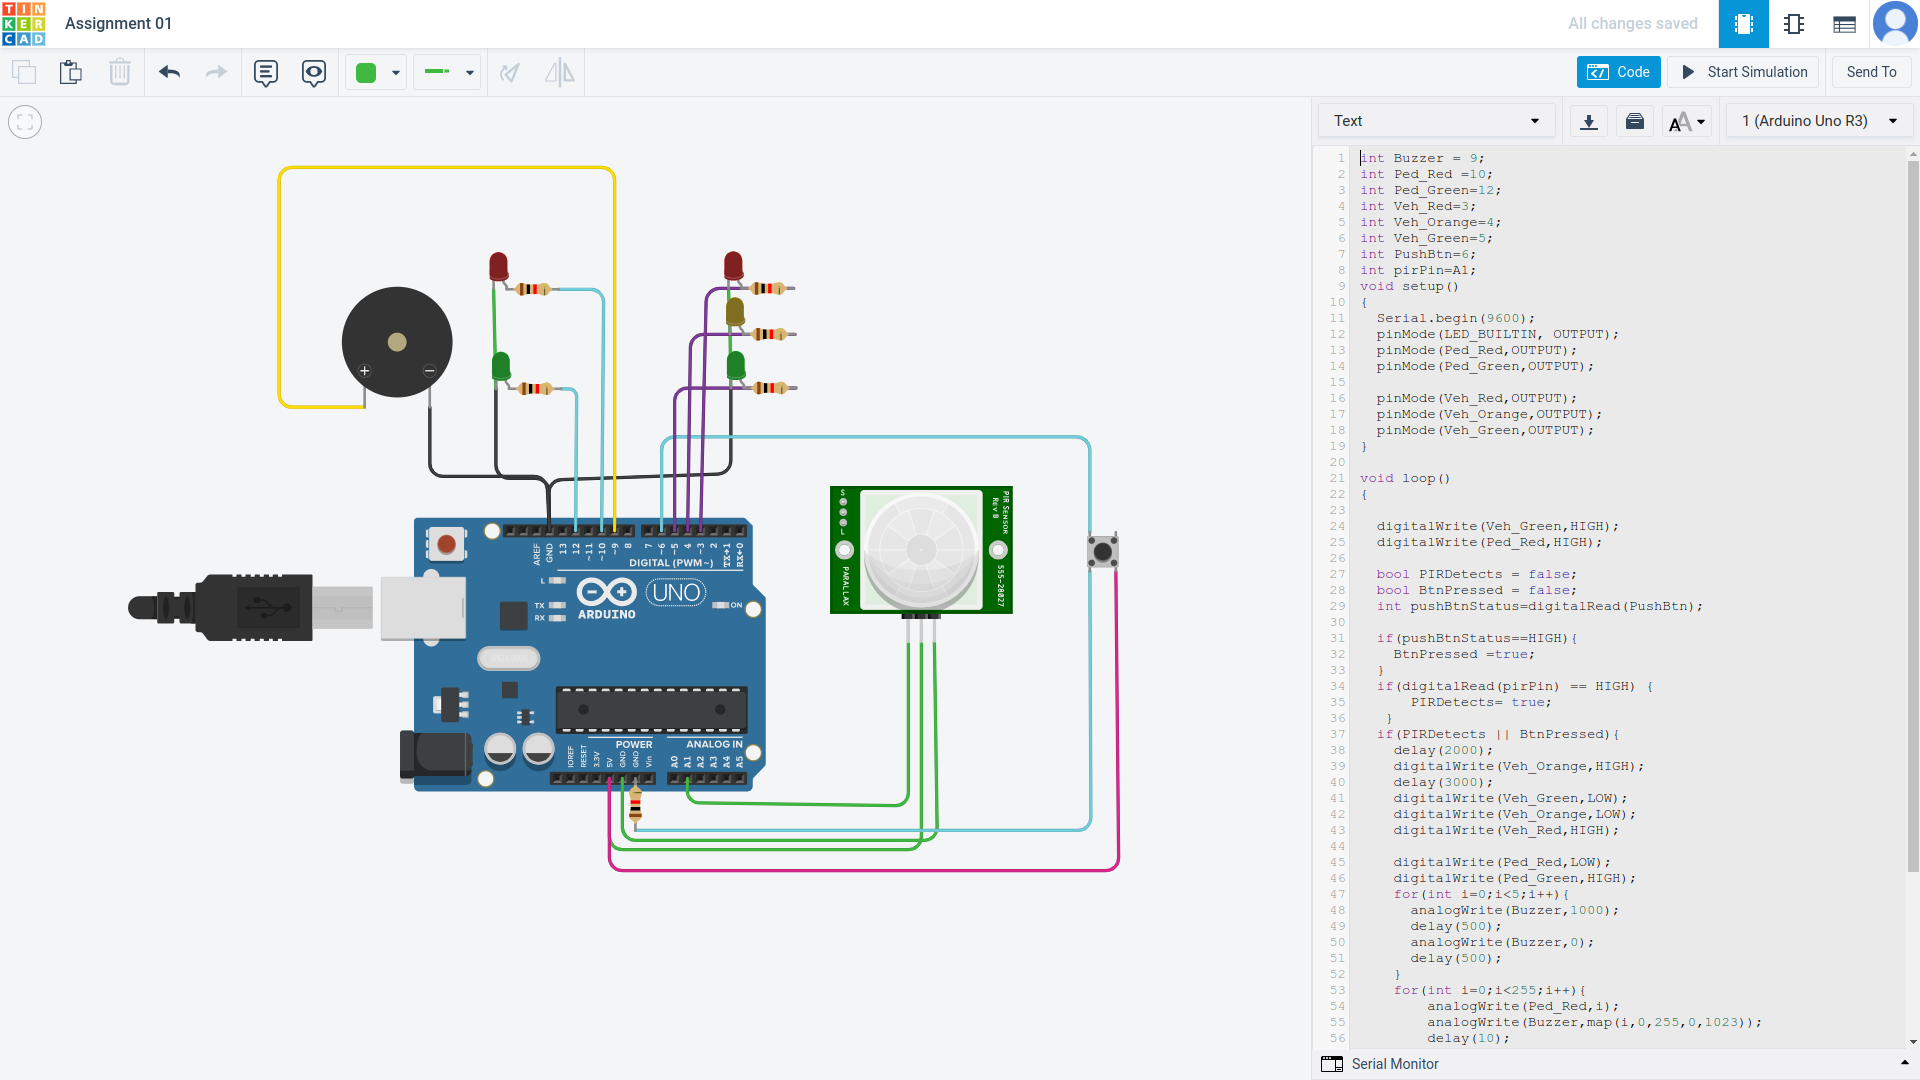 TINKERCAD
Assignment 01
All changes saved
Code
Start Simulation
Send To
Text
1 (Arduino Uno R3)
1 int Buzzer = 9;
2 int Ped_Red =10;
3 int Ped_Green=12;
4 int Veh_Red=3;
5 int Veh_Orange=4;
6 int Veh_Green=5;
7 int PushBtn=6;
8 int pirPin=A1;
9 void setup()
10 {
11 Serial.begin(9600);
12 pinMode(LED_BUILTIN, OUTPUT);
13 pinMode(Ped_Red,OUTPUT);
14 pinMode(Ped_Green,OUTPUT);
15
16 pinMode(Veh_Red,OUTPUT);
17 pinMode(Veh_Orange,OUTPUT);
18 pinMode(Veh_Green,OUTPUT);
19 }
20
21 void loop()
22 {
23
24 digitalWrite(Veh_Green,HIGH);
25 digitalWrite(Ped_Red,HIGH);
26
27 bool PIRDetects = false;
28 bool BtnPressed = false;
29 int pushBtnStatus=digitalRead(PushBtn);
30
31 if(pushBtnStatus==HIGH){
32 BtnPressed =true;
33 }
34 if(digitalRead(pirPin) == HIGH) {
35 PIRDetects= true;
36 }
37 if(PIRDetects || BtnPressed){
38 delay(2000);
39 digitalWrite(Veh_Orange,HIGH);
40 delay(3000);
41 digitalWrite(Veh_Green,LOW);
42 digitalWrite(Veh_Orange,LOW);
43 digitalWrite(Veh_Red,HIGH);
44
45 digitalWrite(Ped_Red,LOW);
46 digitalWrite(Ped_Green,HIGH);
47 for(int i=0;i<5;i++){
48 analogWrite(Buzzer,1000);
49 delay(500);
50 analogWrite(Buzzer,0);
51 delay(500);
52 }
53 for(int i=0;i<255;i++){
54 analogWrite(Ped_Red,i);
55 analogWrite(Buzzer,map(i,0,255,0,1023));
56 delay(10);
Serial Monitor
+ −
AREF GND 13 12 ~11 ~10 ~9 8 7 ~6 ~5 4 ~3 2 TX→1 RX←0
DIGITAL (PWM~)
L
TX
RX
ARDUINO
UNO
ON
POWER
ANALOG IN
IOREF RESET 3.3V 5V GND GND Vin A0 A1 A2 A3 A4 A5
S
L
PARALLAX
PIR SENSOR
Rev B
555-28027